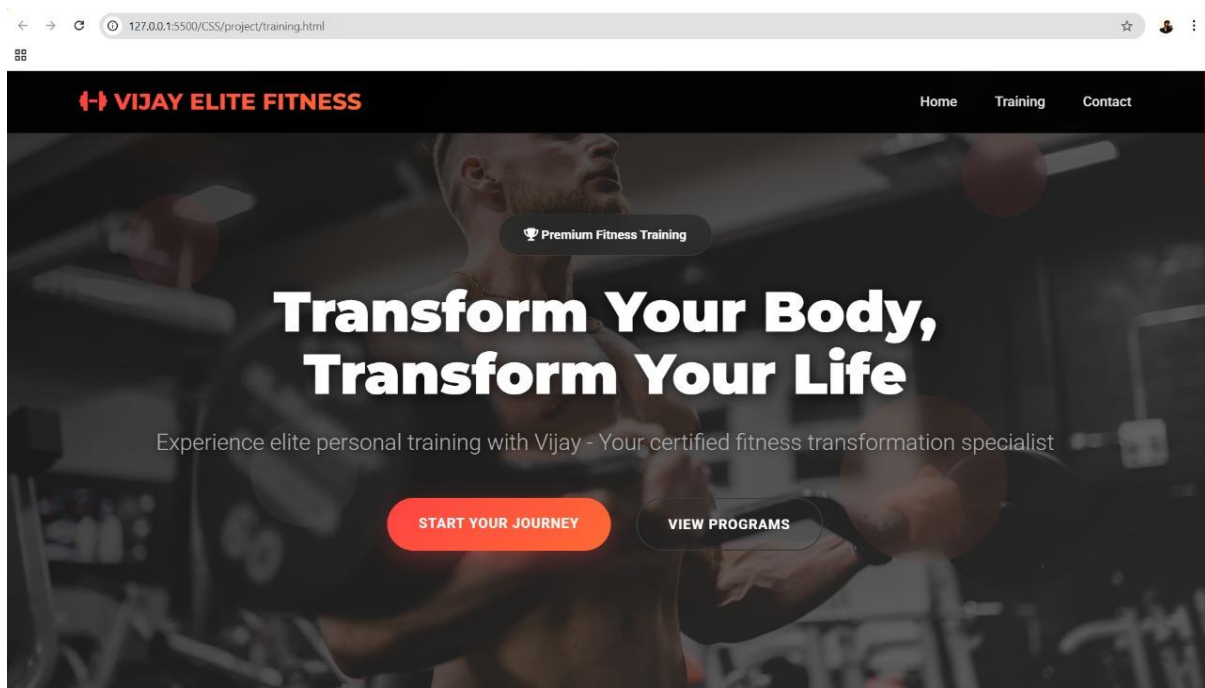 127.0.0.1:5500/CSS/project/training.html
VIJAY ELITE FITNESS
Home Training Contact
Premium Fitness Training
Transform Your Body,
Transform Your Life
Experience elite personal training with Vijay - Your certified fitness transformation specialist
START YOUR JOURNEY VIEW PROGRAMS